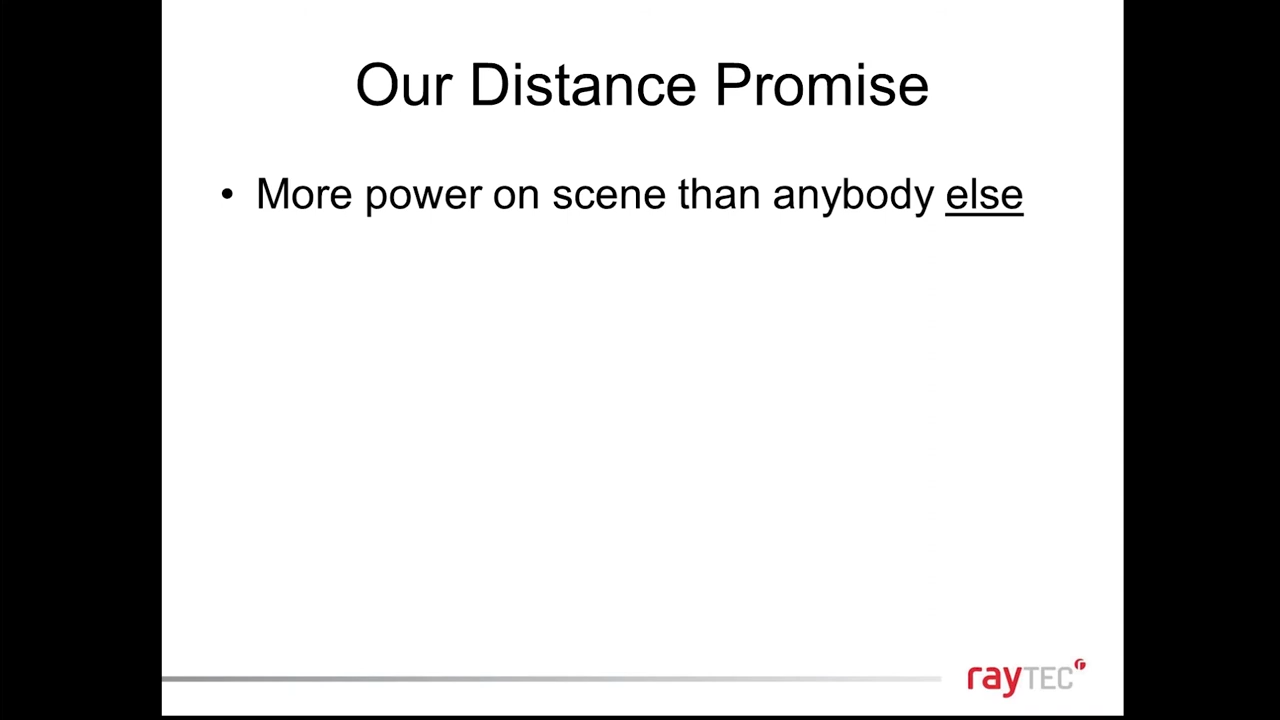 Our Distance Promise
• More power on scene than anybody else
rayTEC